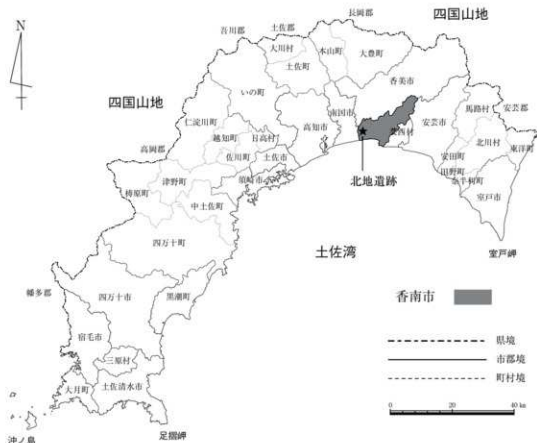 N
四国山地
長岡郡
土佐郡
吾川郡
大川村
本山町
大豊町
土佐町
香美市
四国山地
いの町
馬路村
安芸郡
仁淀川町
南国市
高知市
安芸市
越知町
日高村
北川村
東洋町
高岡郡
佐川町
土佐市
安田町
北地遺跡
田野町
津野町
須崎市
奈半利町
梼原町
中土佐町
室戸市
四万十町
土佐湾
室戸岬
香南市
幡多郡
四万十市
黒潮町
県境
宿毛市
市郡境
三原村
町村境
大月町
土佐清水市
0
20
40 ㎞
沖ノ島
足摺岬